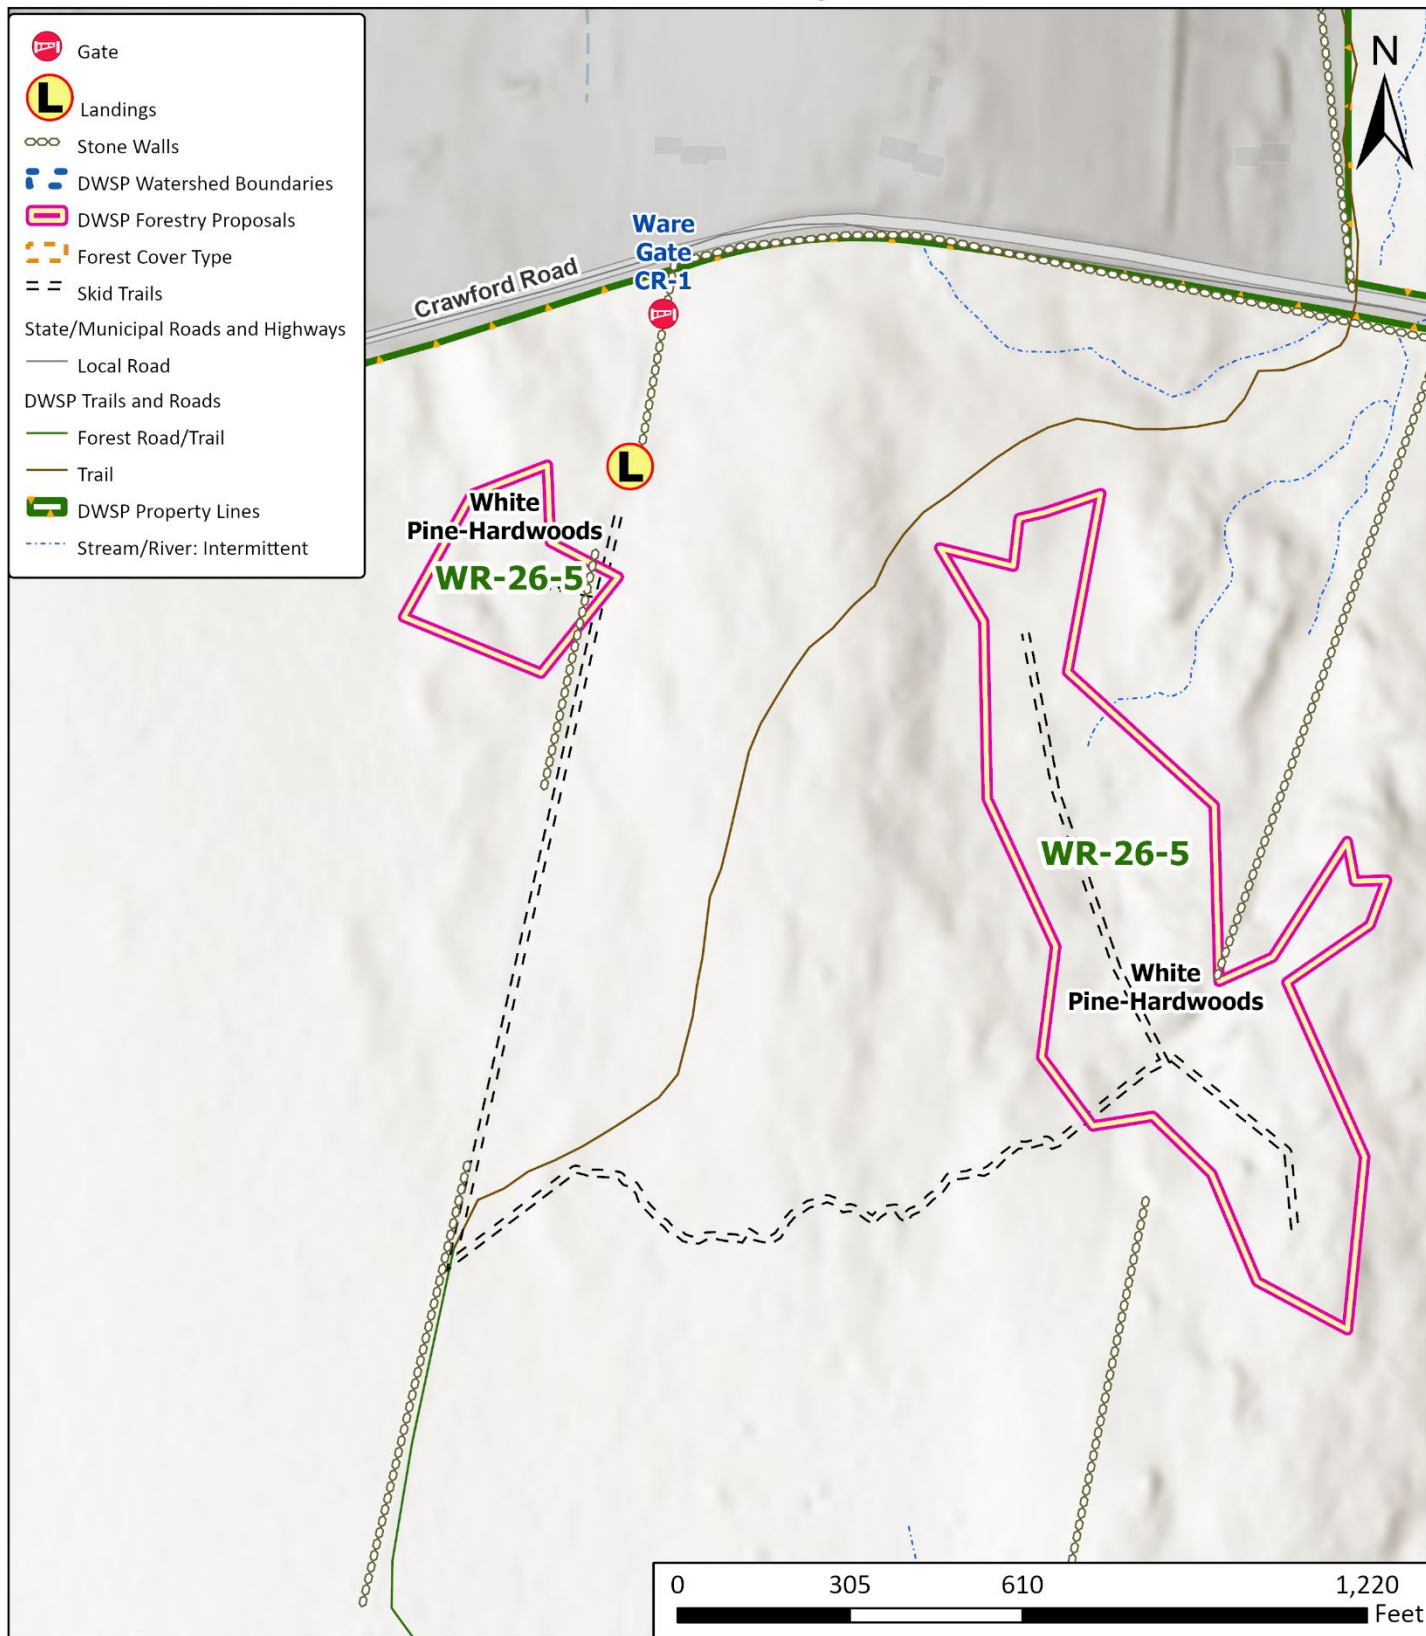 Gate
L
Landings
Stone Walls
DWSP Watershed Boundaries
DWSP Forestry Proposals
Forest Cover Type
Skid Trails
State/Municipal Roads and Highways
Local Road
DWSP Trails and Roads
Forest Road/Trail
Trail
DWSP Property Lines
Stream/River: Intermittent
N
Ware
Gate
CR-1
Crawford Road
L
White
Pine-Hardwoods
WR-26-5
WR-26-5
White
Pine-Hardwoods
0 305 610 1,220
Feet